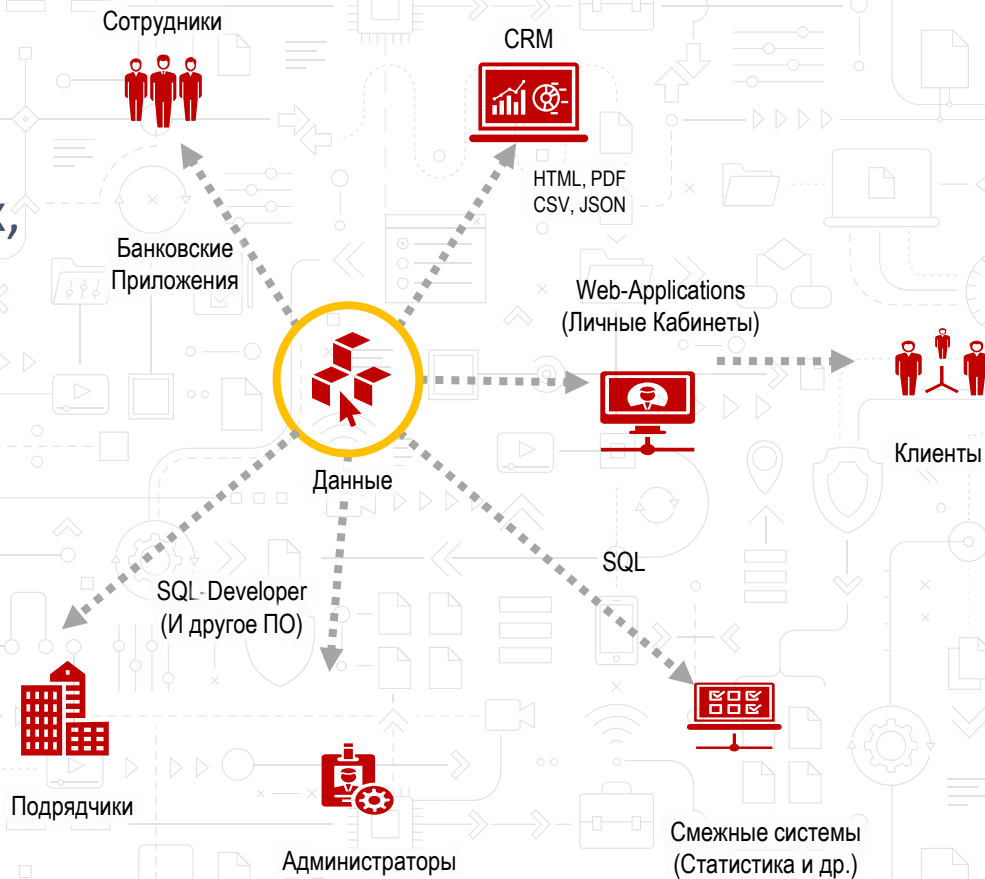 Сотрудники
CRM
HTML, PDF
CSV, JSON
х,
Банковские
Приложения
Web-Applications
(Личные Кабинеты)
Клиенты
Данные
SQL
SQL-Developer
(И другое ПО)
Подрядчики
Администраторы
Смежные системы
(Статистика и др.)